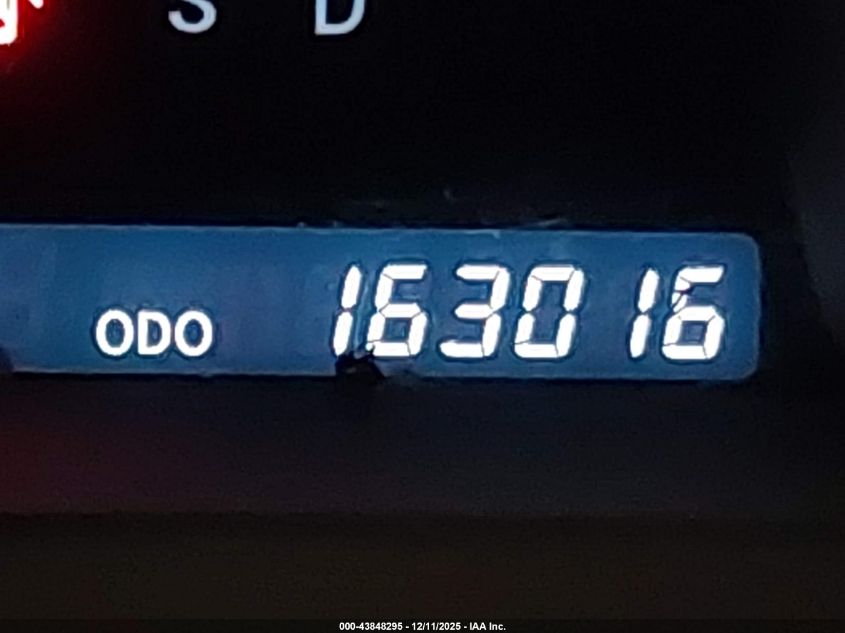 S D
ODO 163016
000-43848295 - 12/11/2025 - IAA Inc.